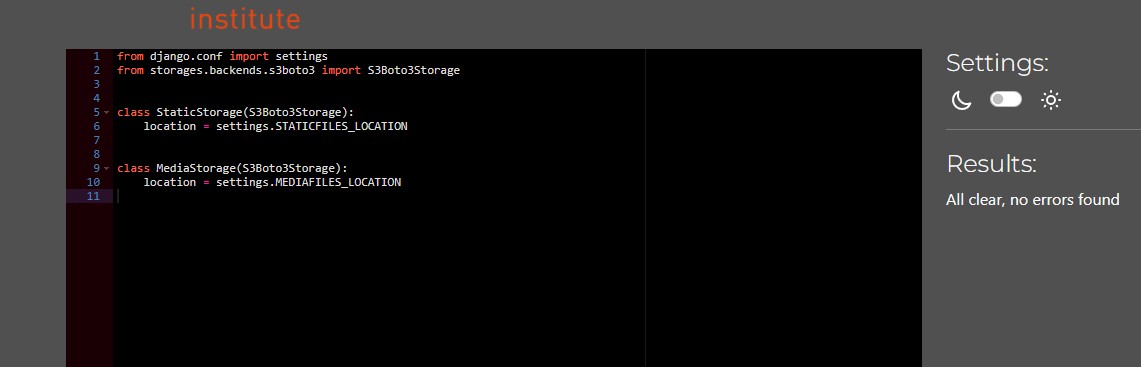 institute
1 from django.conf import settings
2 from storages.backends.s3boto3 import S3Boto3Storage
3
4
5 class StaticStorage(S3Boto3Storage):
6     location = settings.STATICFILES_LOCATION
7
8
9 class MediaStorage(S3Boto3Storage):
10     location = settings.MEDIAFILES_LOCATION
11
Settings:
Results:
All clear, no errors found